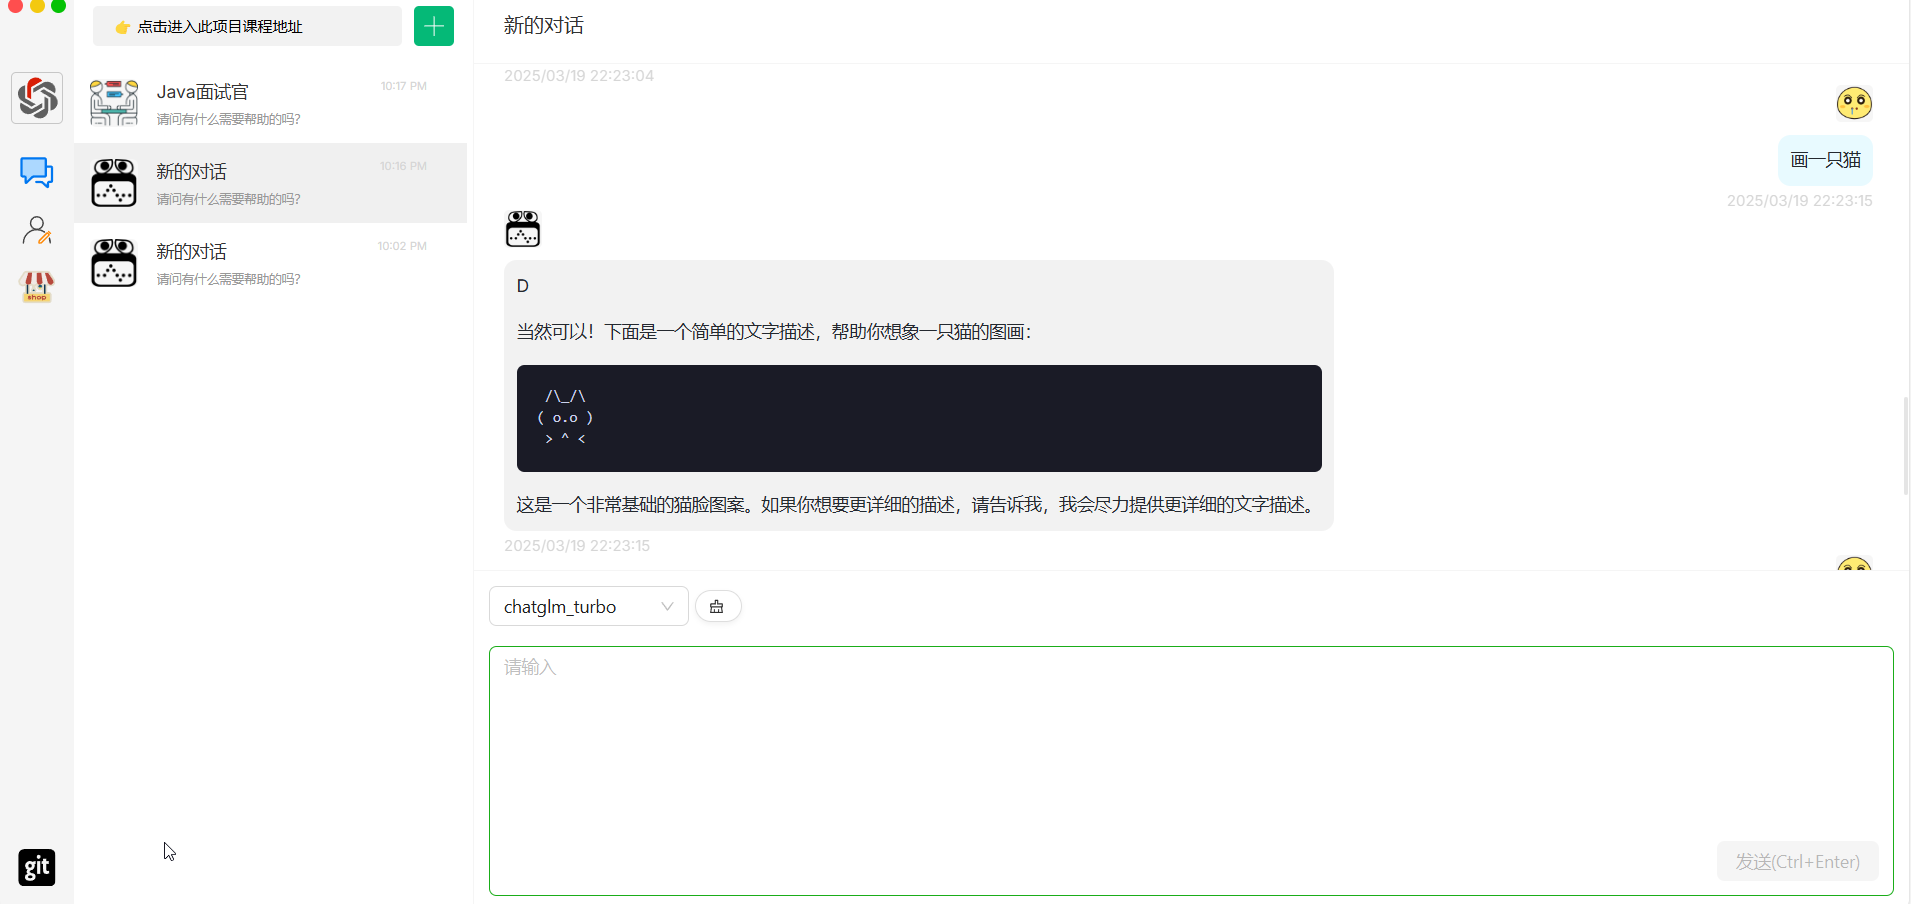 👉 点击进入此项目课程地址
Java面试官
10:17 PM
请问有什么需要帮助的吗?
新的对话
10:16 PM
请问有什么需要帮助的吗?
新的对话
10:02 PM
请问有什么需要帮助的吗?
shop
git
新的对话
2025/03/19 22:23:04
画一只猫
2025/03/19 22:23:15
D
当然可以！下面是一个简单的文字描述，帮助你想象一只猫的图画：
 /\_/\
( o.o )
 > ^ <
这是一个非常基础的猫脸图案。如果你想要更详细的描述，请告诉我，我会尽力提供更详细的文字描述。
2025/03/19 22:23:15
chatglm_turbo
请输入
发送(Ctrl+Enter)